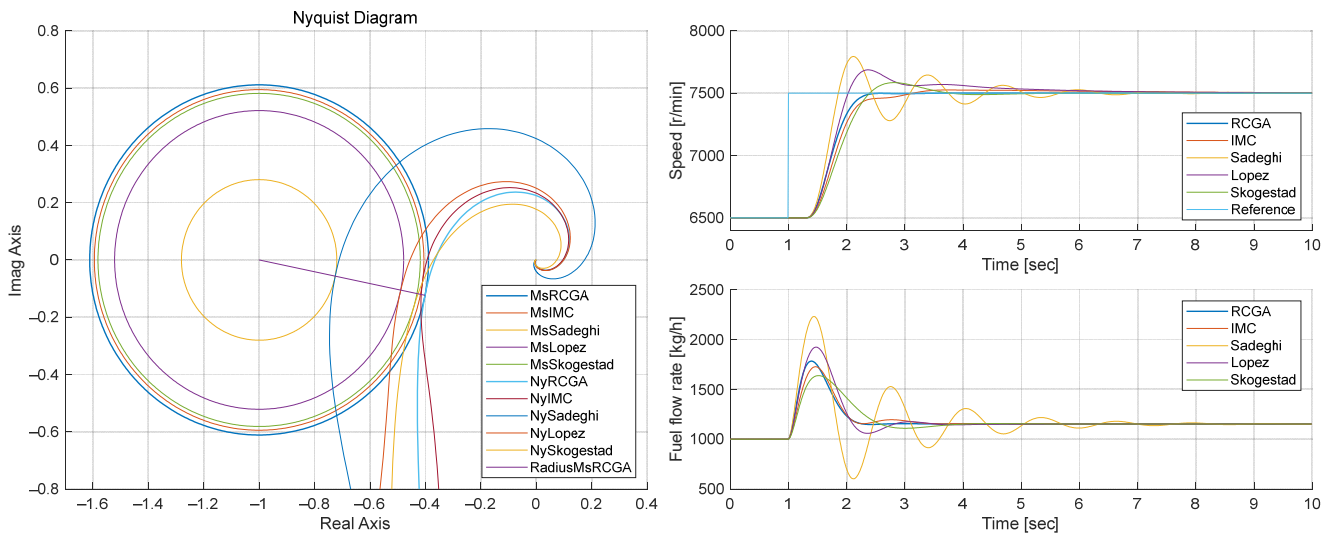 Nyquist Diagram
0.8
0.6
0.4
0.2
0
−0.2
−0.4
−0.6
−0.8
Imag Axis
−1.6
−1.4
−1.2
−1
−0.8
−0.6
−0.4
−0.2
0
0.2
0.4
Real Axis
MsRCGA
MsIMC
MsSadeghi
MsLopez
MsSkogestad
NyRCGA
NyIMC
NySadeghi
NyLopez
NySkogestad
RadiusMsRCGA
8000
7500
7000
6500
Speed [r/min]
0 1 2 3 4 5 6 7 8 9 10
Time [sec]
RCGA
IMC
Sadeghi
Lopez
Skogestad
Reference
2500
2000
1500
1000
500
Fuel flow rate [kg/h]
0 1 2 3 4 5 6 7 8 9 10
Time [sec]
RCGA
IMC
Sadeghi
Lopez
Skogestad